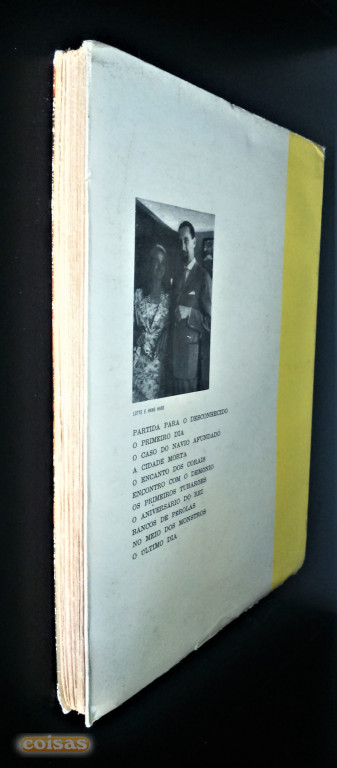 LOTTE E HANS HASS
PARTIDA PARA O DESCONHECIDO
O PRIMEIRO DIA
O CASO DO NAVIO AFUNDADO
A CIDADE MORTA
O ENCANTO DOS CORAIS
ENCONTRO COM O DEMÓNIO
OS PRIMEIROS TUBARÕES
O ANIVERSÁRIO DO REI
BANCOS DE PÉROLAS
NO MEIO DOS MONSTROS
O ÚLTIMO DIA
coisas